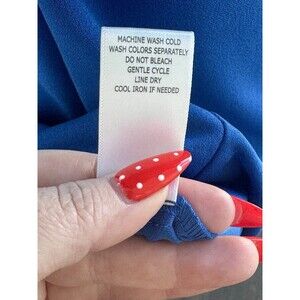 MACHINE WASH COLD
WASH COLORS SEPARATELY
DO NOT BLEACH
GENTLE CYCLE
LINE DRY
COOL IRON IF NEEDED